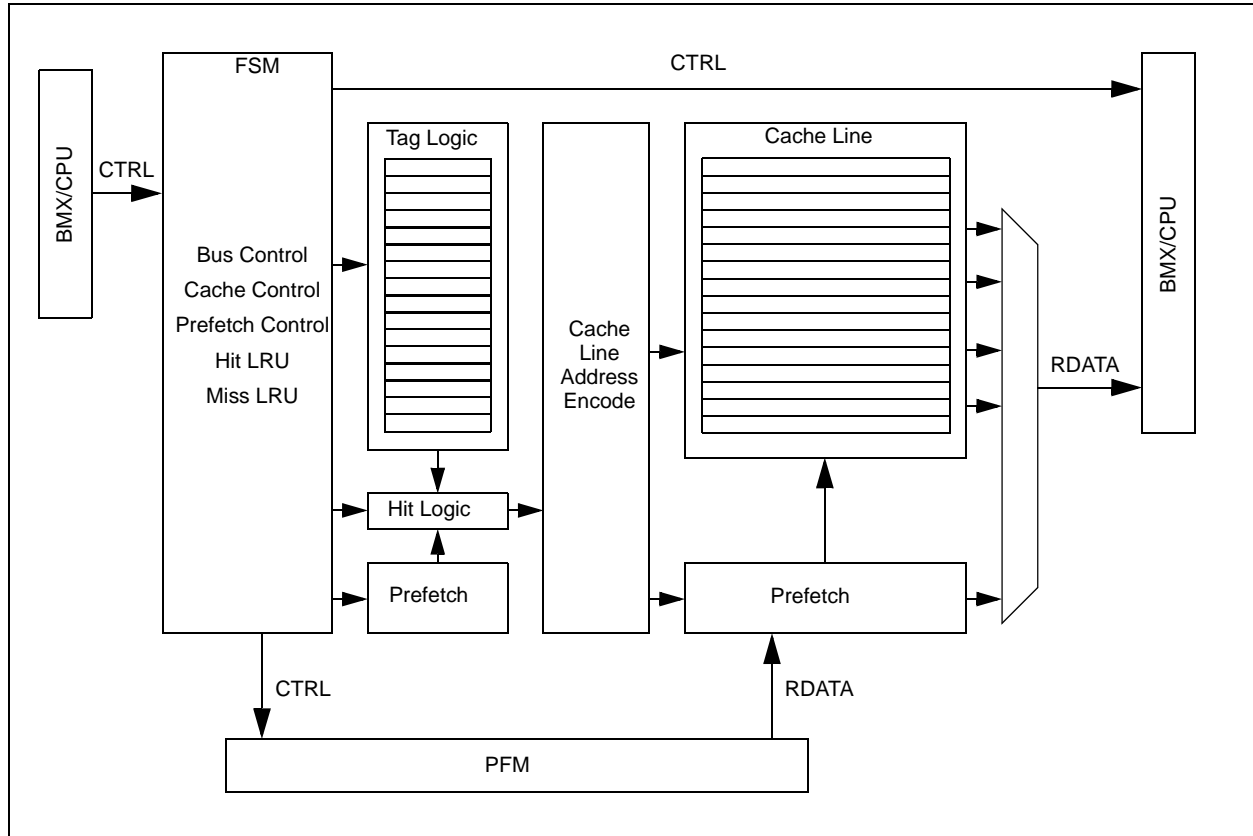 FSM
CTRL
BMX/CPU
CTRL
BMX/CPU
Tag Logic
Cache Line
Bus Control
Cache Control
Prefetch Control
Hit LRU
Miss LRU
Cache
Line
Address
Encode
RDATA
Hit Logic
Prefetch
Prefetch
CTRL
RDATA
PFM